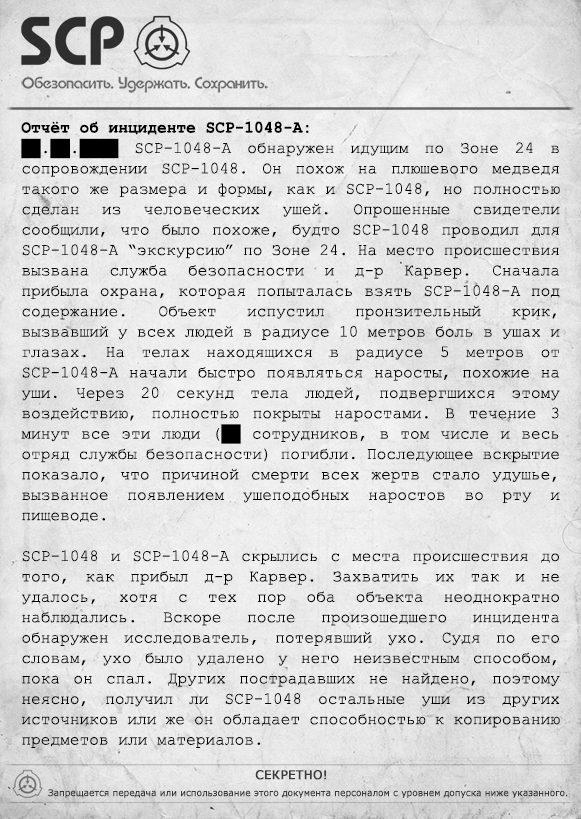 SCP
Обезопасить. Удержать. Сохранить.
Отчёт об инциденте SCP-1048-A:
██.██.████ SCP-1048-A обнаружен идущим по Зоне 24 в
сопровождении SCP-1048. Он похож на плюшевого медведя
такого же размера и формы, как и SCP-1048, но полностью
сделан из человеческих ушей. Опрошенные свидетели
сообщили, что было похоже, будто SCP-1048 проводил для
SCP-1048-A “экскурсию” по Зоне 24. На место происшествия
вызвана служба безопасности и д-р Карвер. Сначала
прибыла охрана, которая попыталась взять SCP-1048-A под
содержание. Объект испустил пронзительный крик,
вызвавший у всех людей в радиусе 10 метров боль в ушах и
глазах. На телах находящихся в радиусе 5 метров от
SCP-1048-A начали быстро появляться наросты, похожие на
уши. Через 20 секунд тела людей, подвергшихся этому
воздействию, полностью покрыты наростами. В течение 3
минут все эти люди (██ сотрудников, в том числе и весь
отряд службы безопасности) погибли. Последующее вскрытие
показало, что причиной смерти всех жертв стало удушье,
вызванное появлением ушеподобных наростов во рту и
пищеводе.
SCP-1048 и SCP-1048-A скрылись с места происшествия до
того, как прибыл д-р Карвер. Захватить их так и не
удалось, хотя с тех пор оба объекта неоднократно
наблюдались. Вскоре после произошедшего инцидента
обнаружен исследователь, потерявший ухо. Судя по его
словам, ухо было удалено у него неизвестным способом,
пока он спал. Других пострадавших не найдено, поэтому
неясно, получил ли SCP-1048 остальные уши из других
источников или же он обладает способностью к копированию
предметов или материалов.
СЕКРЕТНО!
Запрещается передача или использование этого документа персоналом с уровнем допуска ниже указанного.